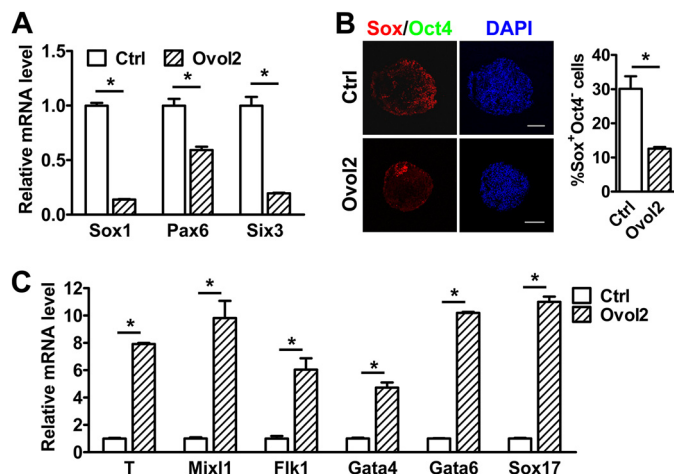 A
Relative mRNA level
1.5
1.0
0.5
0.0
Ctrl
Ovol2
*
*
*
Sox1
Pax6
Six3
B
Sox/Oct4
DAPI
Ctrl
Ovol2
%Sox⁺Oct4⁻ cells
40
30
20
10
0
*
Ctrl
Ovol2
C
Relative mRNA level
12
10
8
6
4
2
0
*
*
*
*
*
*
Ctrl
Ovol2
T
Mixl1
Flk1
Gata4
Gata6
Sox17